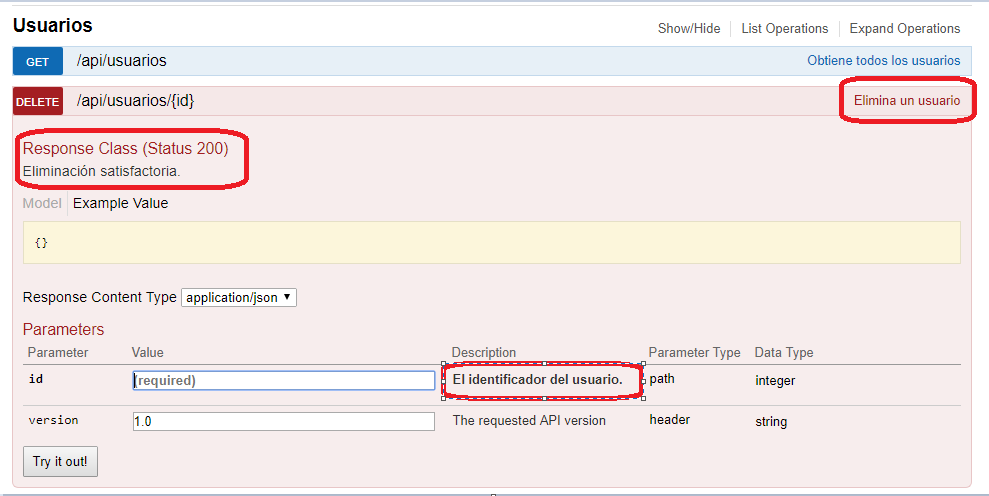 Usuarios
Show/Hide List Operations Expand Operations
GET /api/usuarios Obtiene todos los usuarios
DELETE /api/usuarios/{id} Elimina un usuario
Response Class (Status 200)
Eliminación satisfactoria.
Model Example Value
{}
Response Content Type application/json
Parameters
Parameter Value Description Parameter Type Data Type
id (required) El identificador del usuario. path integer
version 1.0 The requested API version header string
Try it out!